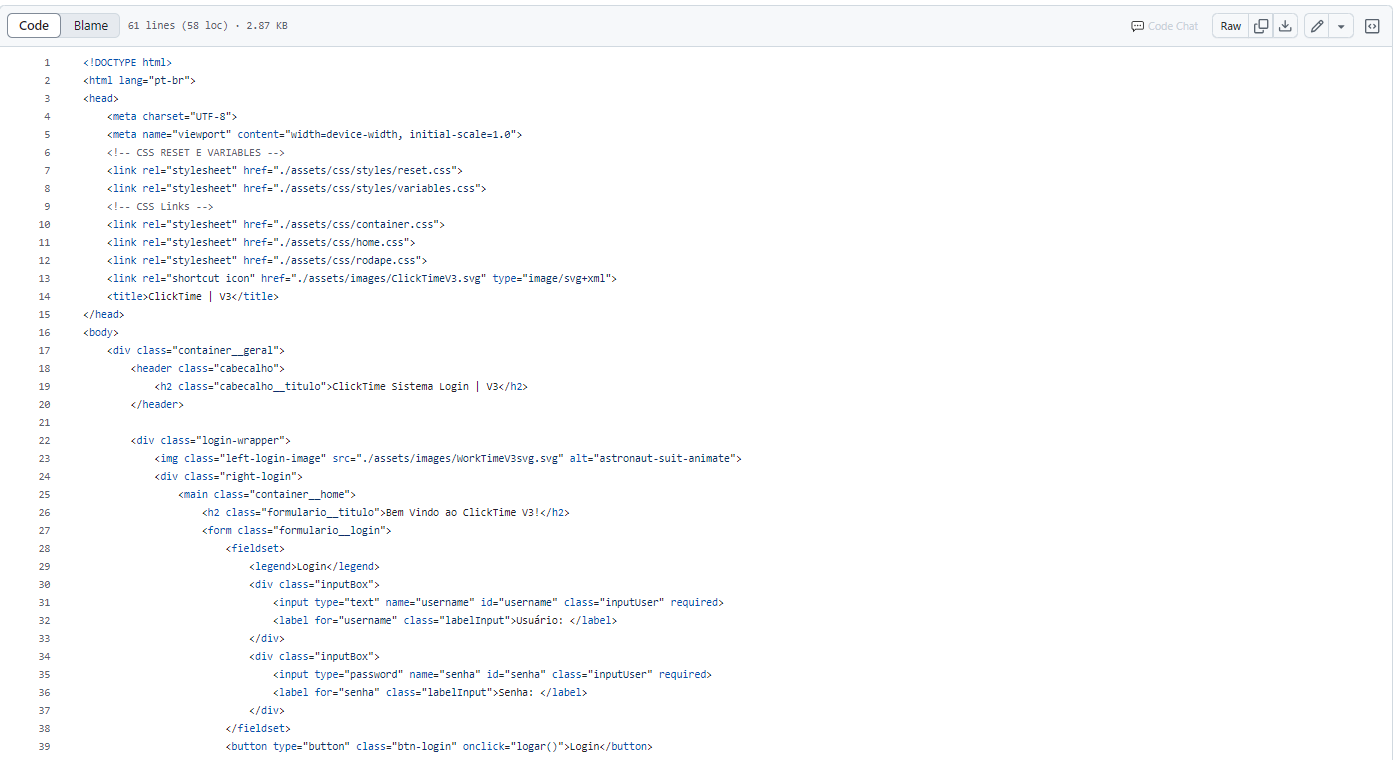 Code Blame 61 lines (58 loc) · 2.87 KB Code Chat Raw
1 <!DOCTYPE html>
2 <html lang="pt-br">
3 <head>
4 <meta charset="UTF-8">
5 <meta name="viewport" content="width=device-width, initial-scale=1.0">
6 <!-- CSS RESET E VARIABLES -->
7 <link rel="stylesheet" href="./assets/css/styles/reset.css">
8 <link rel="stylesheet" href="./assets/css/styles/variables.css">
9 <!-- CSS Links -->
10 <link rel="stylesheet" href="./assets/css/container.css">
11 <link rel="stylesheet" href="./assets/css/home.css">
12 <link rel="stylesheet" href="./assets/css/rodape.css">
13 <link rel="shortcut icon" href="./assets/images/ClickTimeV3.svg" type="image/svg+xml">
14 <title>ClickTime | V3</title>
15 </head>
16 <body>
17 <div class="container__geral">
18 <header class="cabecalho">
19 <h2 class="cabecalho__titulo">ClickTime Sistema Login | V3</h2>
20 </header>
21
22 <div class="login-wrapper">
23 <img class="left-login-image" src="./assets/images/WorkTimeV3svg.svg" alt="astronaut-suit-animate">
24 <div class="right-login">
25 <main class="container__home">
26 <h2 class="formulario__titulo">Bem Vindo ao ClickTime V3!</h2>
27 <form class="formulario__login">
28 <fieldset>
29 <legend>Login</legend>
30 <div class="inputBox">
31 <input type="text" name="username" id="username" class="inputUser" required>
32 <label for="username" class="labelInput">Usuário: </label>
33 </div>
34 <div class="inputBox">
35 <input type="password" name="senha" id="senha" class="inputUser" required>
36 <label for="senha" class="labelInput">Senha: </label>
37 </div>
38 </fieldset>
39 <button type="button" class="btn-login" onclick="logar()">Login</button>